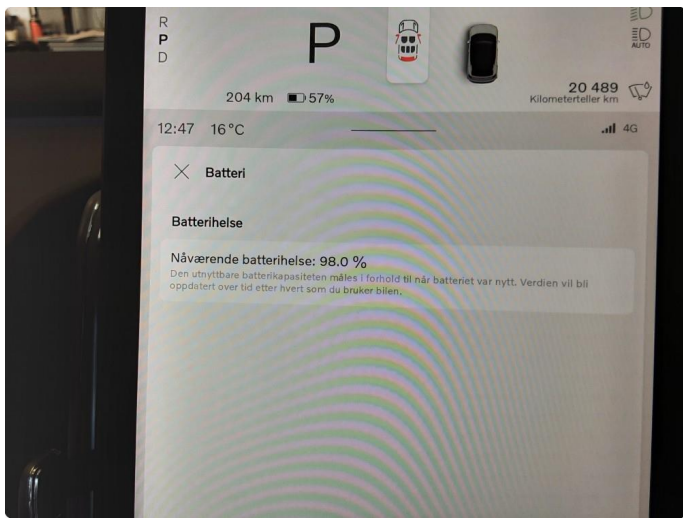 R
P
D
P
AUTO
204 km 57%
20 489
Kilometerteller km
12:47 16°C
4G
Batteri
Batterihelse
Nåværende batterihelse: 98.0 %
Den utnyttbare batterikapasiteten måles i forhold til når batteriet var nytt. Verdien vil bli
oppdatert over tid etter hvert som du bruker bilen.